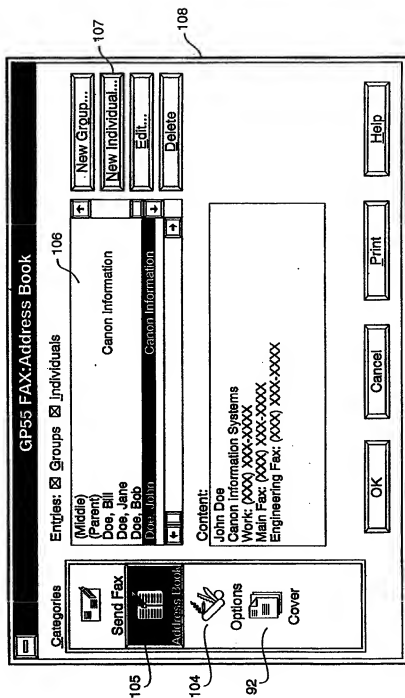 GP55 FAX:Address Book
Categories
Send Fax
Address Book
Options
Cover
Entries: Groups Individuals
(Middle)
(Parent)
Doe, Bill Canon Information
Doe, Jane
Doe, Bob
Doe, John Canon Information
New Group...
New Individual...
Edit...
Delete
Content:
John Doe
Canon Information Systems
Work: (XXX) XXX-XXXX
Main Fax: (XXX) XXX-XXXX
Engineering Fax: (XXX) XXX-XXXX
OK
Cancel
Print
Help
105
104
92
106
107
108